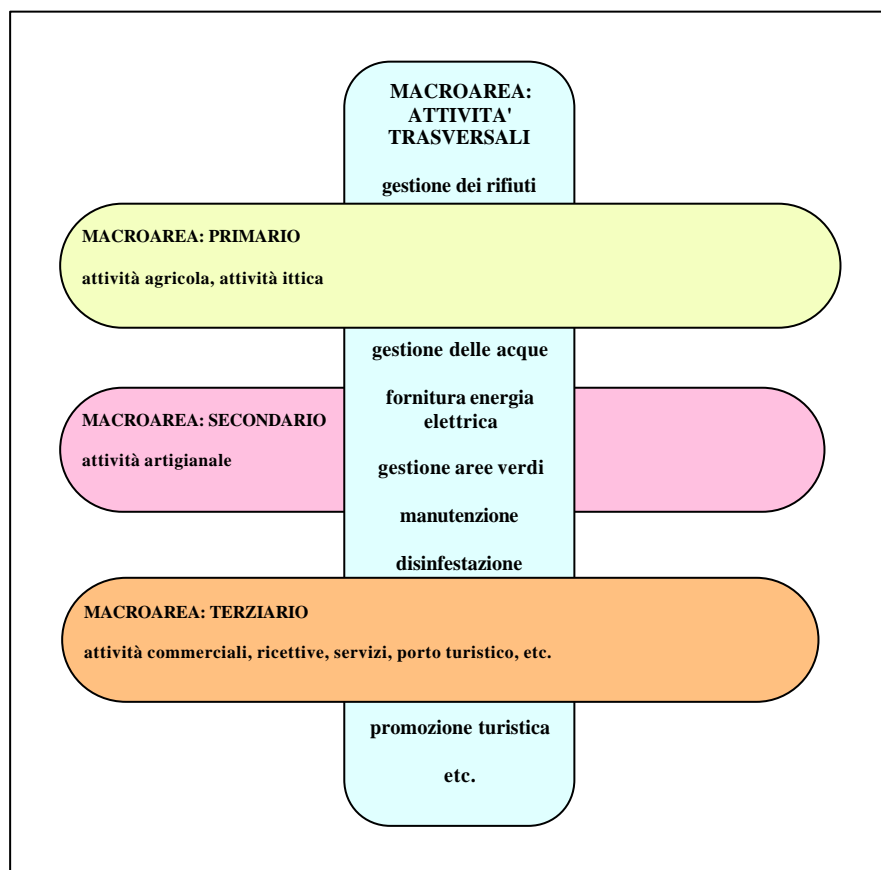 MACROAREA:
ATTIVITA'
TRASVERSALI
gestione dei rifiuti
MACROAREA: PRIMARIO
attività agricola, attività ittica
gestione delle acque
fornitura energia
elettrica
MACROAREA: SECONDARIO
attività artigianale
gestione aree verdi
manutenzione
disinfestazione
MACROAREA: TERZIARIO
attività commerciali, ricettive, servizi, porto turistico, etc.
promozione turistica
etc.